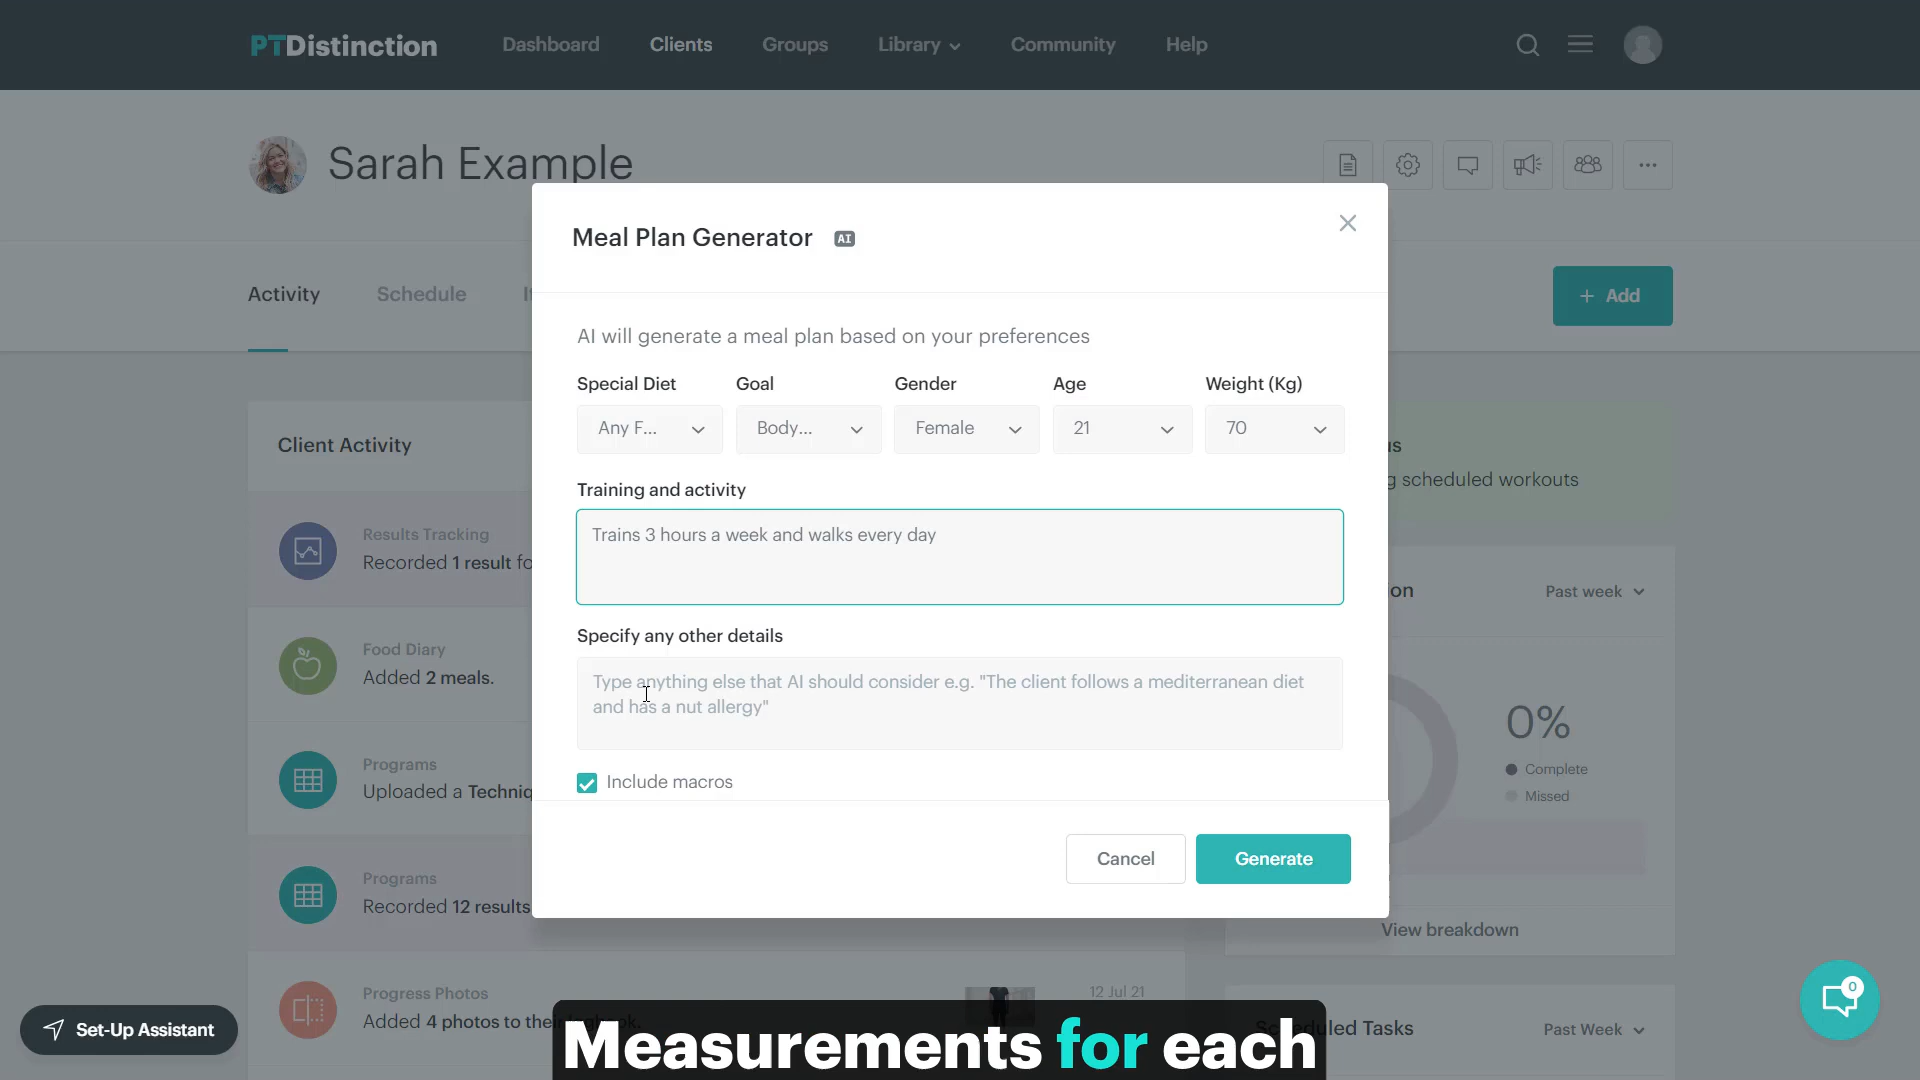 PTDistinction
Dashboard
Clients
Groups
Library
Community
Help
Sarah Example
Activity
Schedule
+ Add
Meal Plan Generator AI
AI will generate a meal plan based on your preferences
Special Diet
Goal
Gender
Age
Weight (Kg)
Any F...
Body...
Female
21
70
Training and activity
Trains 3 hours a week and walks every day
Specify any other details
Type anything else that AI should consider e.g. "The client follows a mediterranean diet
and has a nut allergy"
Include macros
Cancel
Generate
Client Activity
Results Tracking
Recorded 1 result
Food Diary
Added 2 meals.
Programs
Uploaded a
Programs
Recorded 12 results
Progress Photos
Added 4 photos to their logbook.
12 Jul 21
scheduled workouts
Past week
0%
Complete
Missed
View breakdown
Scheduled Tasks
Past Week
0
Set-Up Assistant
Measurements for each